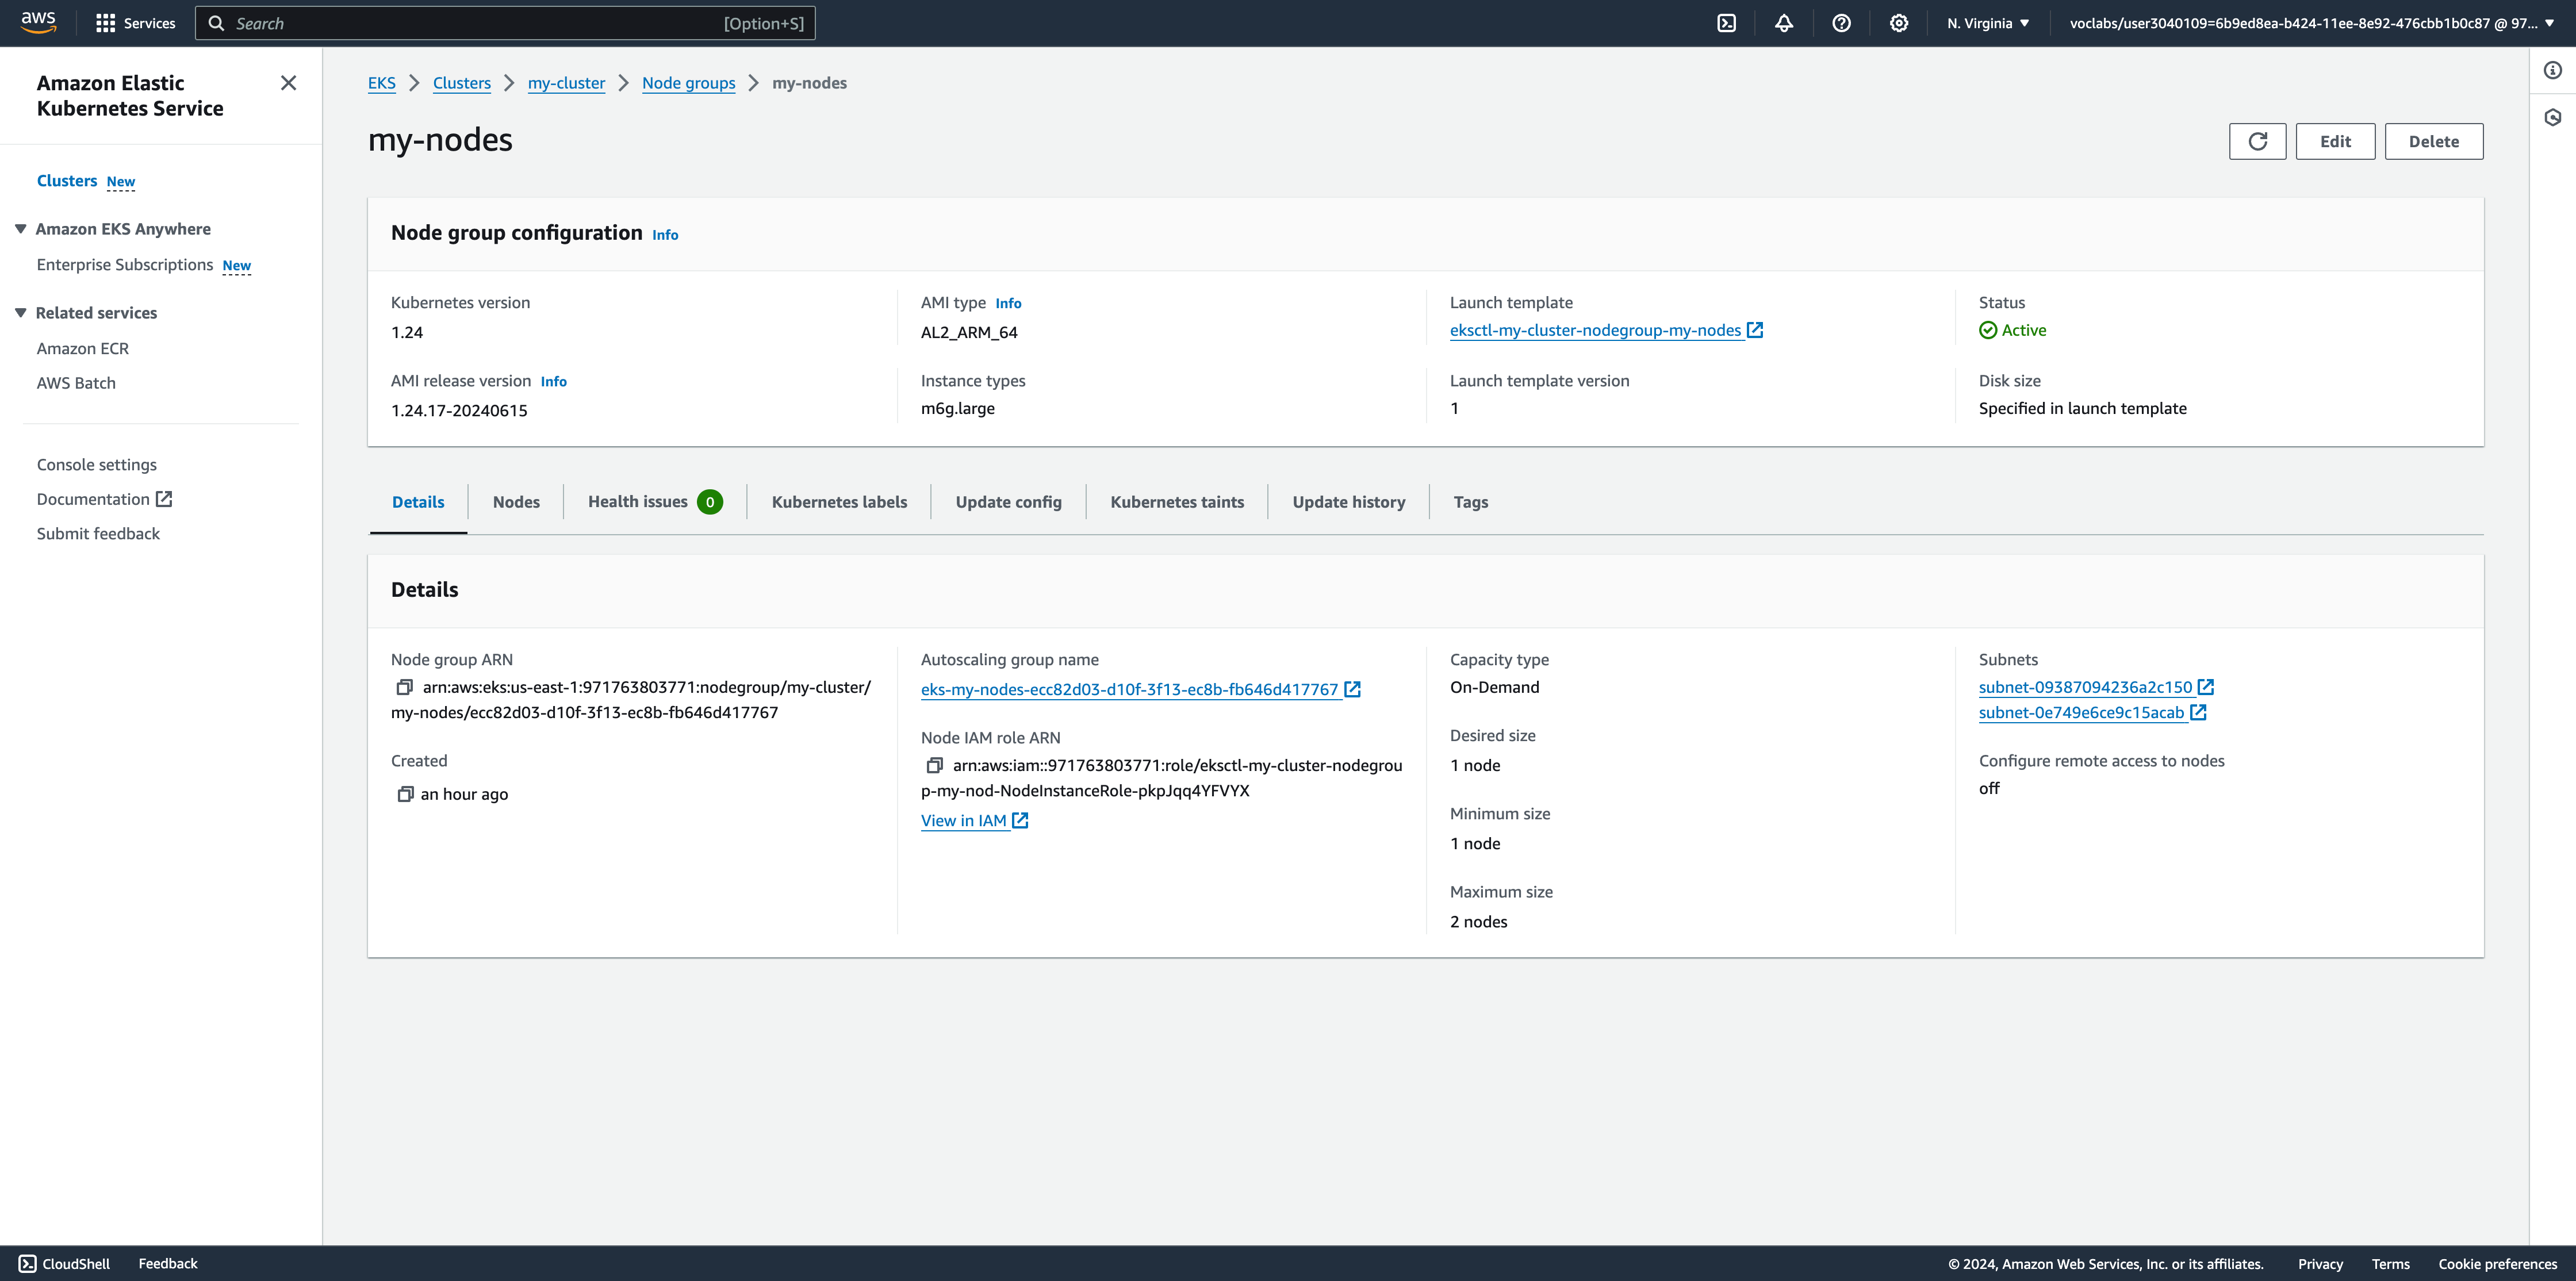 aws
Services
Search [Option+S]
N. Virginia
voclabs/user3040109=6b9ed8ea-b424-11ee-8e92-476cbb1b0c87 @ 97...
Amazon Elastic
Kubernetes Service
Clusters New
Amazon EKS Anywhere
Enterprise Subscriptions New
Related services
Amazon ECR
AWS Batch
Console settings
Documentation
Submit feedback
EKS > Clusters > my-cluster > Node groups > my-nodes
my-nodes
Edit
Delete
Node group configuration Info
Kubernetes version
1.24
AMI type Info
AL2_ARM_64
Launch template
eksctl-my-cluster-nodegroup-my-nodes
Status
Active
AMI release version Info
1.24.17-20240615
Instance types
m6g.large
Launch template version
1
Disk size
Specified in launch template
Details
Nodes
Health issues 0
Kubernetes labels
Update config
Kubernetes taints
Update history
Tags
Details
Node group ARN
arn:aws:eks:us-east-1:971763803771:nodegroup/my-cluster/
my-nodes/ecc82d03-d10f-3f13-ec8b-fb646d417767
Created
an hour ago
Autoscaling group name
eks-my-nodes-ecc82d03-d10f-3f13-ec8b-fb646d417767
Node IAM role ARN
arn:aws:iam::971763803771:role/eksctl-my-cluster-nodegrou
p-my-nod-NodeInstanceRole-pkpJqq4YFVYX
View in IAM
Capacity type
On-Demand
Desired size
1 node
Minimum size
1 node
Maximum size
2 nodes
Subnets
subnet-09387094236a2c150
subnet-0e749e6ce9c15acab
Configure remote access to nodes
off
CloudShell
Feedback
© 2024, Amazon Web Services, Inc. or its affiliates.
Privacy
Terms
Cookie preferences